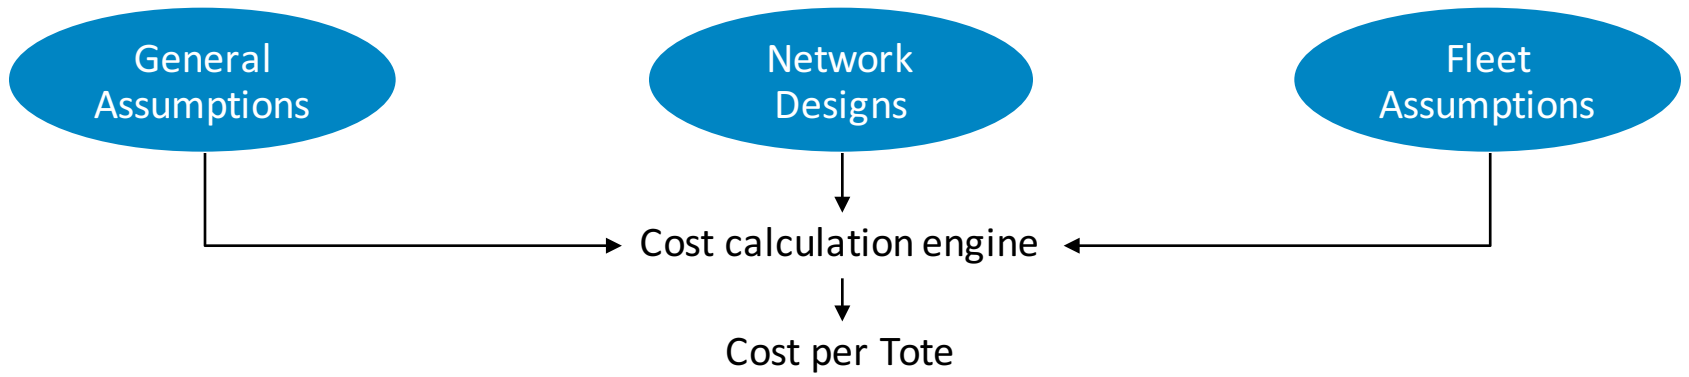 General
Assumptions
Network
Designs
Fleet
Assumptions
Cost calculation engine
Cost per Tote